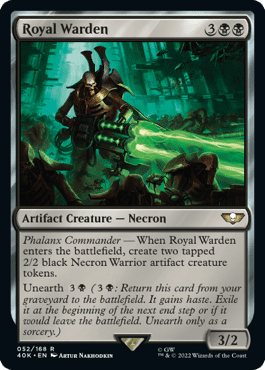 Royal Warden 3
Artifact Creature — Necron
Phalanx Commander — When Royal Warden
enters the battlefield, create two tapped
2/2 black Necron Warrior artifact creature
tokens.
Unearth 3 ( 3 : Return this card from your
graveyard to the battlefield. It gains haste. Exile
it at the beginning of the next end step or if it
would leave the battlefield. Unearth only as a
sorcery.)
3/2
052/168 R
40K • EN ARTUR NAKHODKIN
© GW
™ & © 2022 Wizards of the Coast